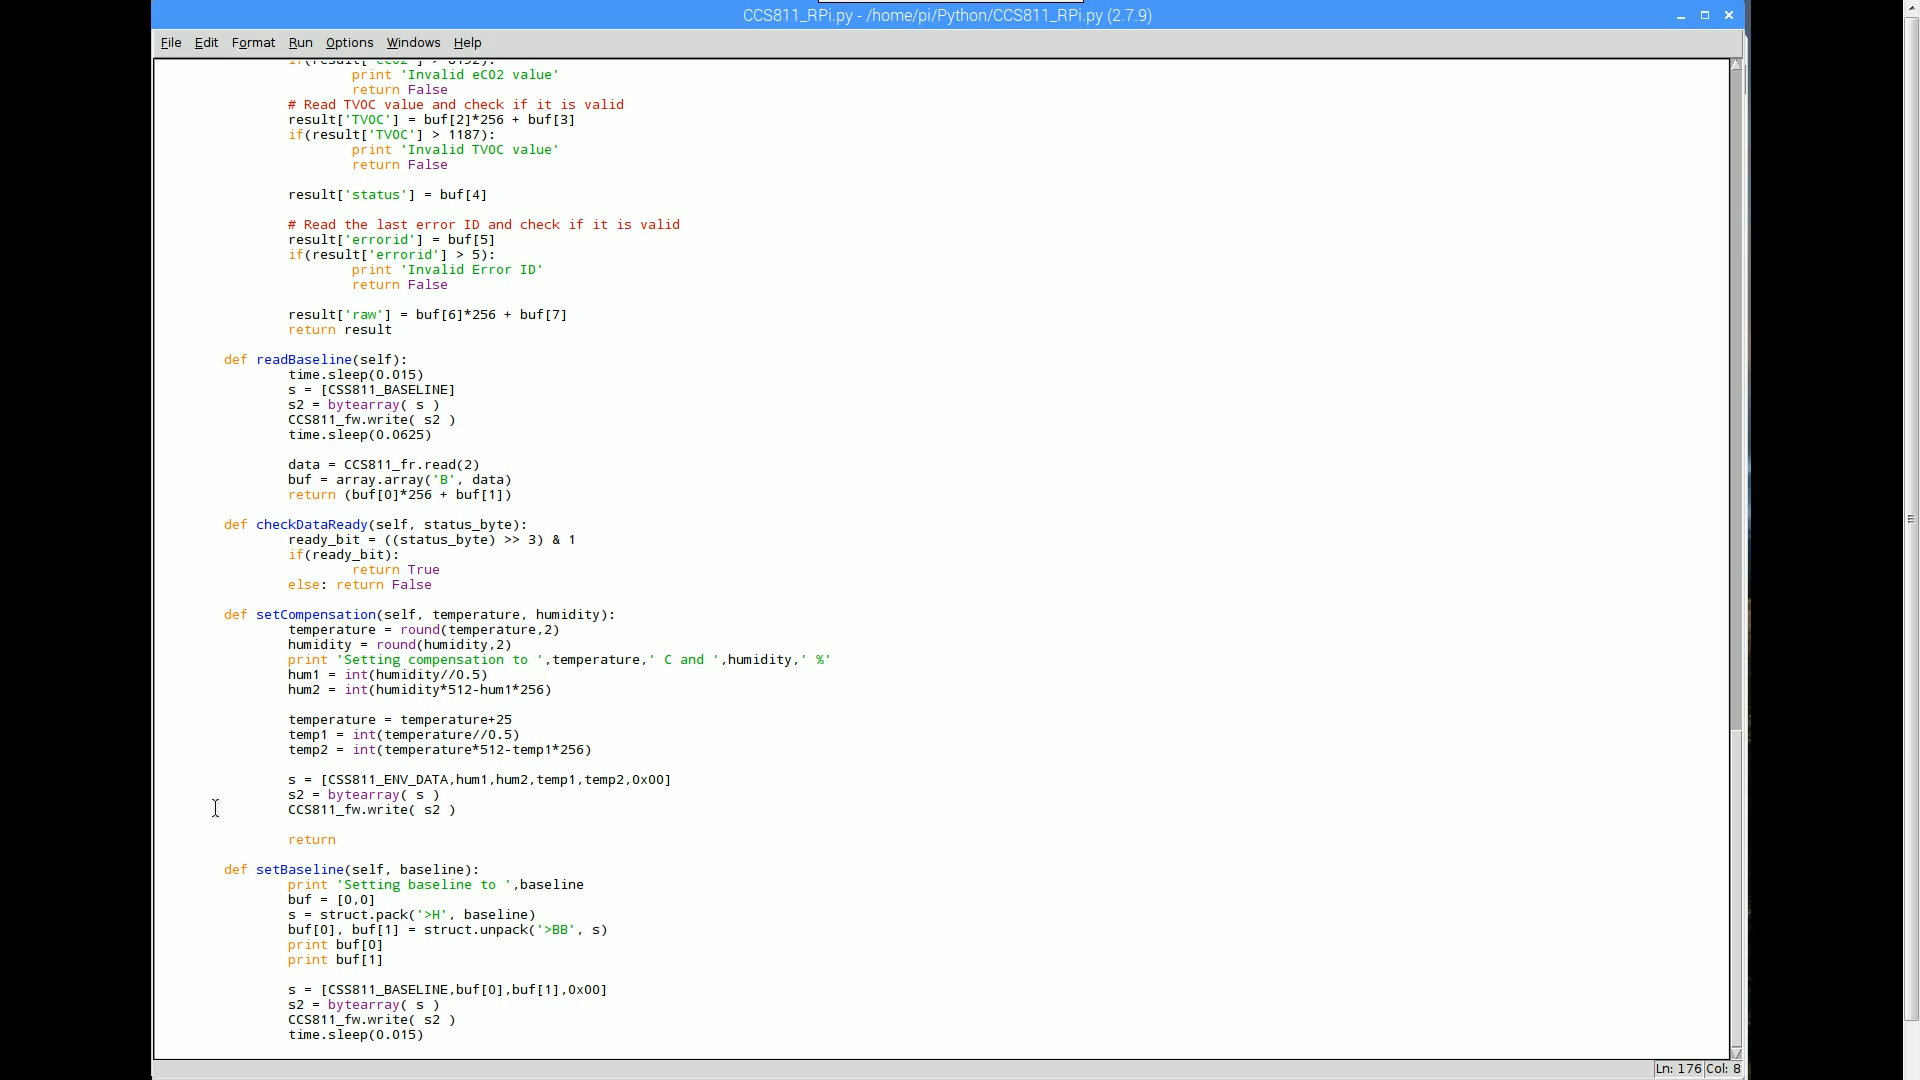 CCS811_RPi.py - /home/pi/Python/CCS811_RPi.py (2.7.9)
File Edit Format Run Options Windows Help
if(result['eCO2'] > 8192):
print 'Invalid eCO2 value'
return False
# Read TVOC value and check if it is valid
result['TVOC'] = buf[2]*256 + buf[3]
if(result['TVOC'] > 1187):
print 'Invalid TVOC value'
return False
result['status'] = buf[4]
# Read the last error ID and check if it is valid
result['errorid'] = buf[5]
if(result['errorid'] > 5):
print 'Invalid Error ID'
return False
result['raw'] = buf[6]*256 + buf[7]
return result
def readBaseline(self):
time.sleep(0.015)
s = [CSS811_BASELINE]
s2 = bytearray( s )
CCS811_fw.write( s2 )
time.sleep(0.0625)
data = CCS811_fr.read(2)
buf = array.array('B', data)
return (buf[0]*256 + buf[1])
def checkDataReady(self, status_byte):
ready_bit = ((status_byte) >> 3) & 1
if(ready_bit):
return True
else: return False
def setCompensation(self, temperature, humidity):
temperature = round(temperature,2)
humidity = round(humidity,2)
print 'Setting compensation to ',temperature,' C and ',humidity,' %'
hum1 = int(humidity//0.5)
hum2 = int(humidity*512-hum1*256)
temperature = temperature+25
temp1 = int(temperature//0.5)
temp2 = int(temperature*512-temp1*256)
s = [CSS811_ENV_DATA,hum1,hum2,temp1,temp2,0x00]
s2 = bytearray( s )
CCS811_fw.write( s2 )
return
def setBaseline(self, baseline):
print 'Setting baseline to ',baseline
buf = [0,0]
s = struct.pack('>H', baseline)
buf[0], buf[1] = struct.unpack('>BB', s)
print buf[0]
print buf[1]
s = [CSS811_BASELINE,buf[0],buf[1],0x00]
s2 = bytearray( s )
CCS811_fw.write( s2 )
time.sleep(0.015)
Ln: 176 Col: 8